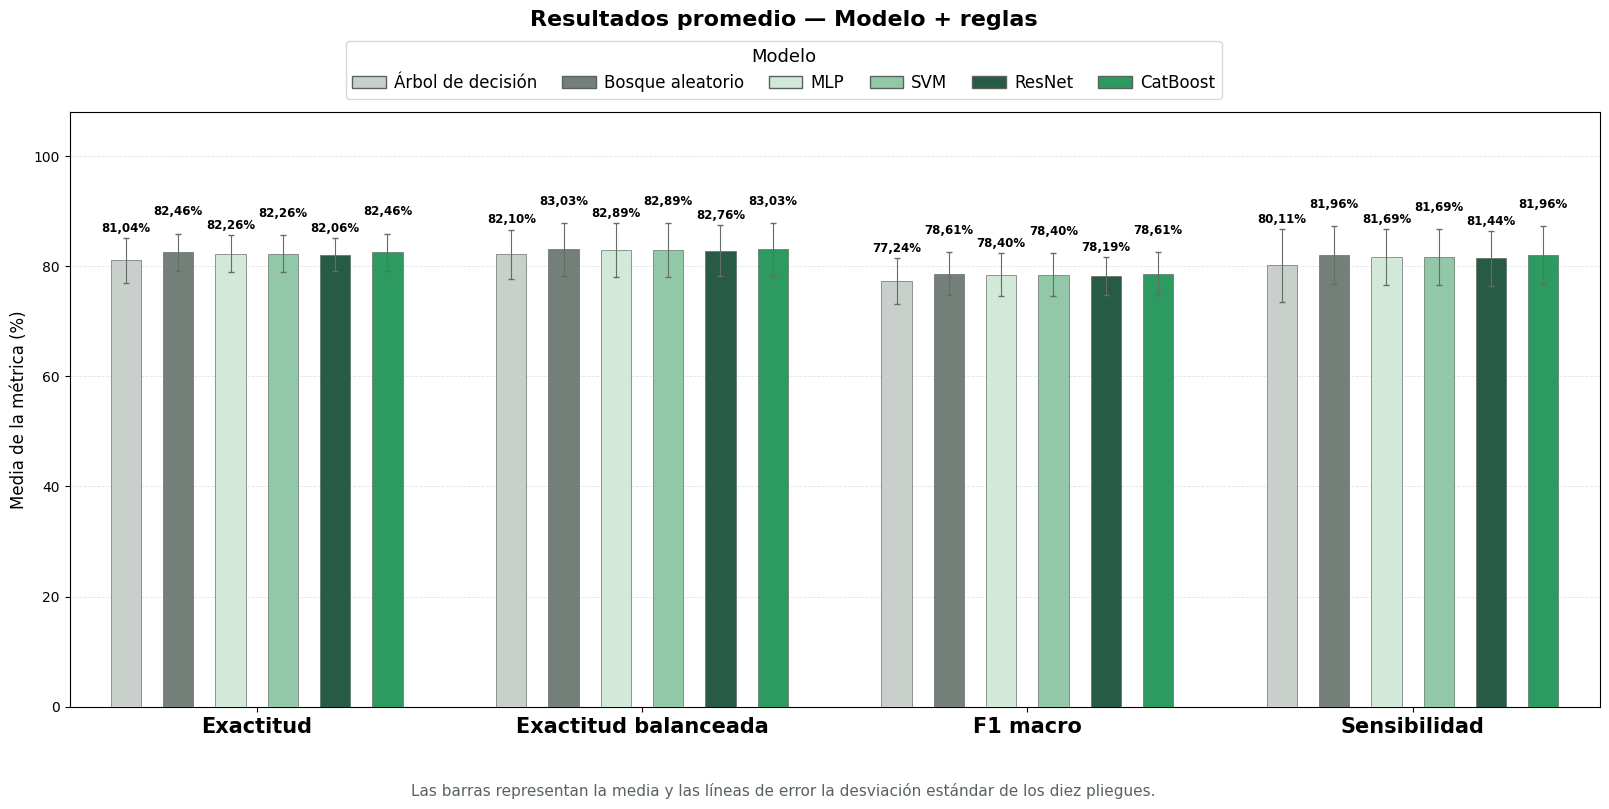 Resultados promedio — Modelo + reglas
Modelo
Árbol de decisión Bosque aleatorio MLP SVM ResNet CatBoost
Media de la métrica (%)
100
80
60
40
20
0
81,04% 82,46% 82,26% 82,26% 82,06% 82,46%
82,10% 83,03% 82,89% 82,89% 82,76% 83,03%
77,24% 78,61% 78,40% 78,40% 78,19% 78,61%
80,11% 81,96% 81,69% 81,69% 81,44% 81,96%
Exactitud Exactitud balanceada F1 macro Sensibilidad
Las barras representan la media y las líneas de error la desviación estándar de los diez pliegues.